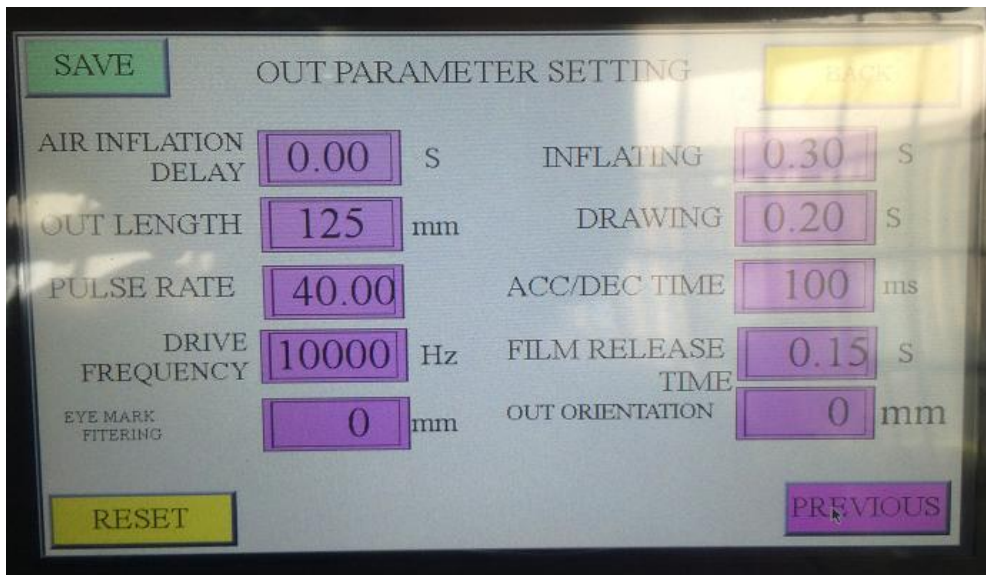 SAVE
OUT PARAMETER SETTING
BACK
AIR INFLATION
DELAY
0.00 S
INFLATING 0.30 S
OUT LENGTH 125 mm
DRAWING 0.20 S
PULSE RATE 40.00
ACC/DEC TIME 100 ms
DRIVE
FREQUENCY
10000 Hz
FILM RELEASE
TIME
0.15 S
EYE MARK
FITERING
0 mm
OUT ORIENTATION 0 mm
RESET
PREVIOUS